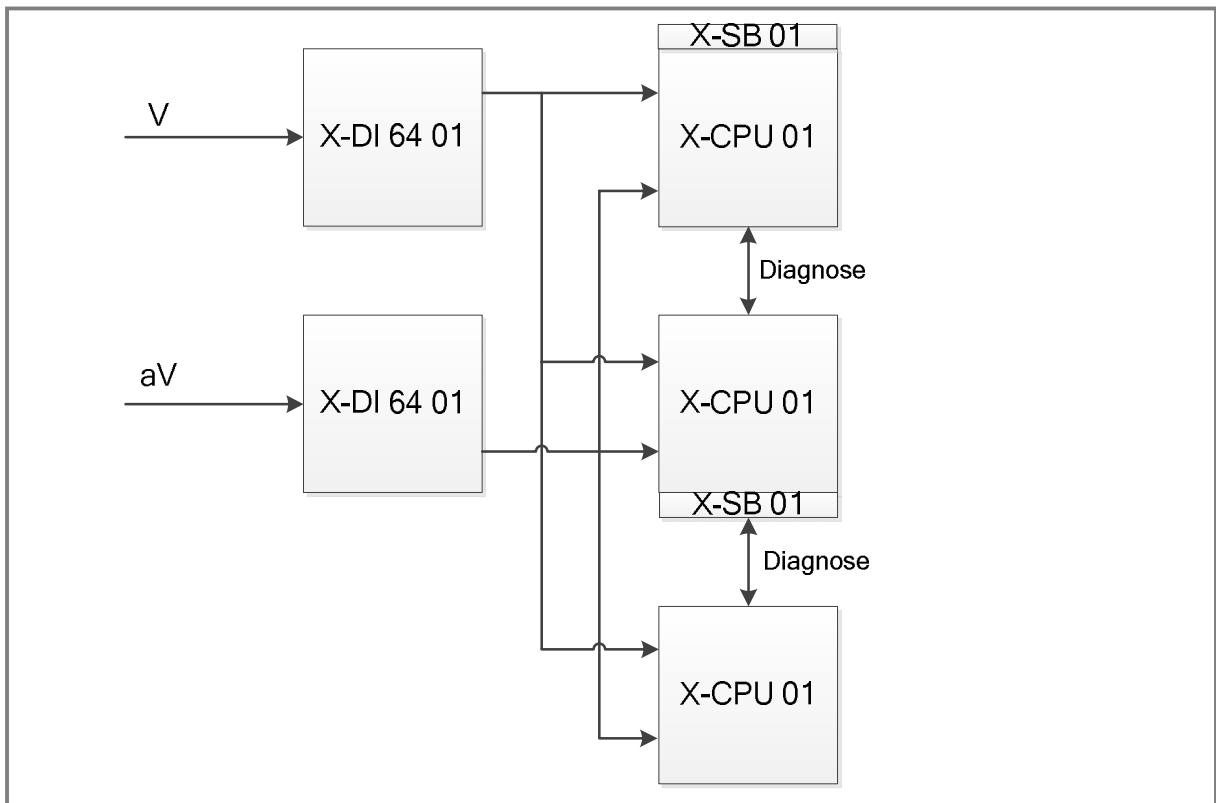 X-SB 01
V
X-DI 64 01
X-CPU 01
Diagnose
aV
X-DI 64 01
X-CPU 01
X-SB 01
Diagnose
X-CPU 01